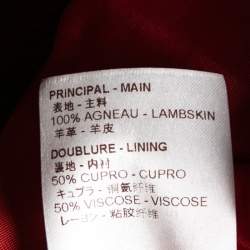 PRINCIPAL - MAIN
表地 - 主料
100% AGNEAU - LAMBSKIN
羊革 - 羊皮
DOUBLURE - LINING
裏地 - 内衬
50% CUPRO - CUPRO
キュプラ - 铜氨纤维
50% VISCOSE - VISCOSE
レーヨン - 粘胶纤维